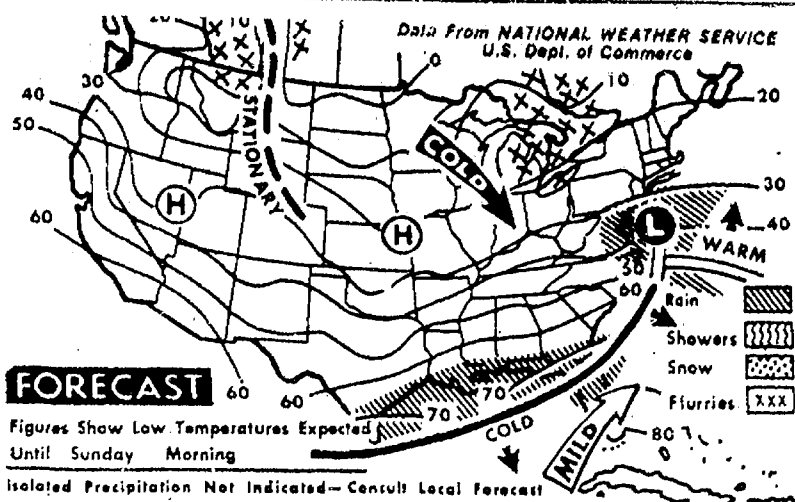 20 10
Data From NATIONAL WEATHER SERVICE
U.S. Dept. of Commerce
0
10
20
30
40
50
60
STATIONARY
COLD
H
H
L
30
40
WARM
50
60
Rain
Showers
Snow
Flurries XXX
FORECAST
60
60
70
70
COLD
MILD
80
Figures Show Low Temperatures Expected
Until Sunday Morning
Isolated Precipitation Not Indicated — Consult Local Forecast